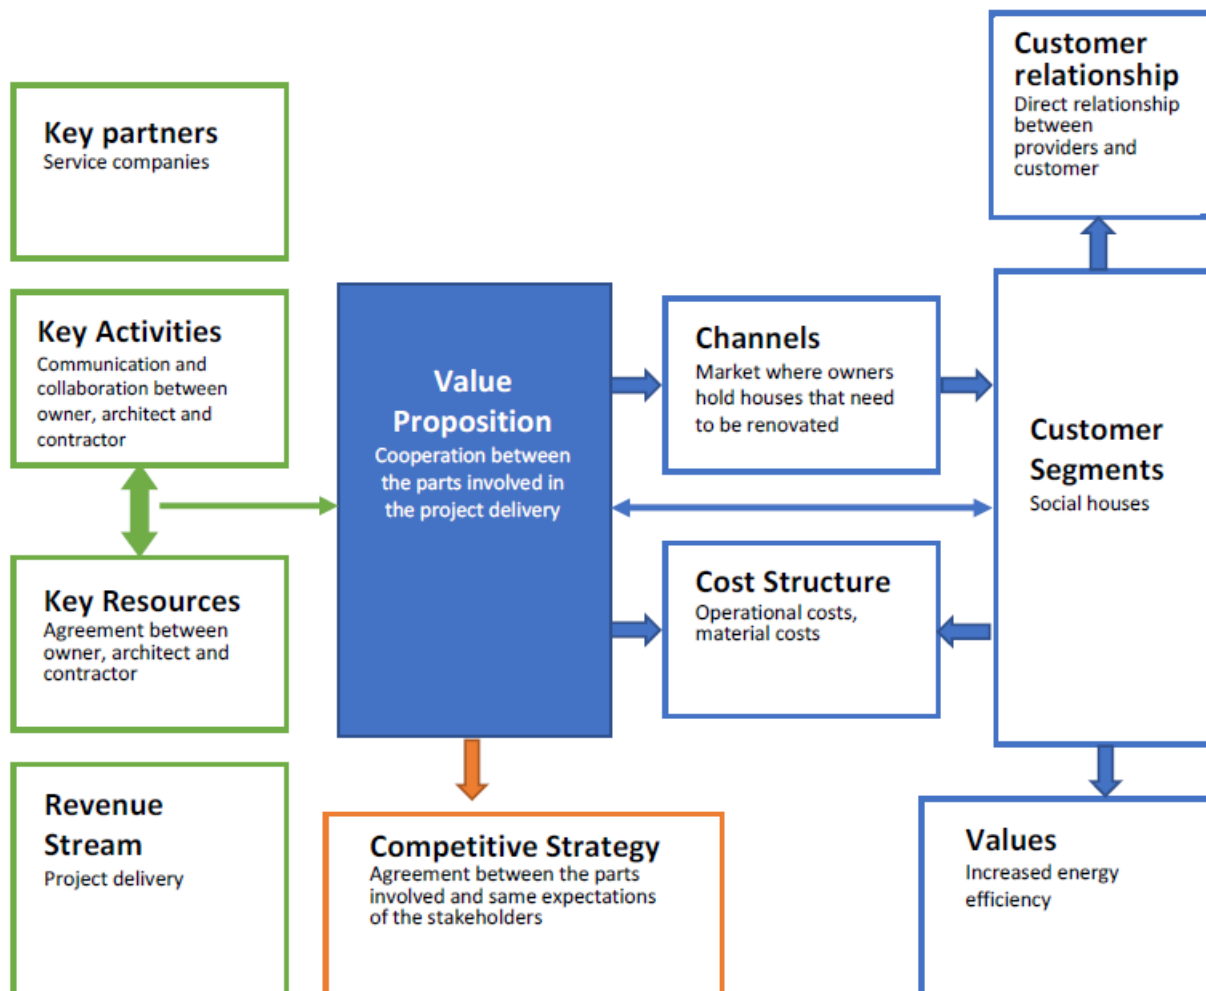 Key partners
Service companies
Key Activities
Communication and
collaboration between
owner, architect and
contractor
Key Resources
Agreement between
owner, architect and
contractor
Revenue
Stream
Project delivery
Value
Proposition
Cooperation between
the parts involved in
the project delivery
Competitive Strategy
Agreement between the parts
involved and same expectations
of the stakeholders
Channels
Market where owners
hold houses that need
to be renovated
Cost Structure
Operational costs,
material costs
Customer
relationship
Direct relationship
between
providers and
customer
Customer
Segments
Social houses
Values
Increased energy
efficiency